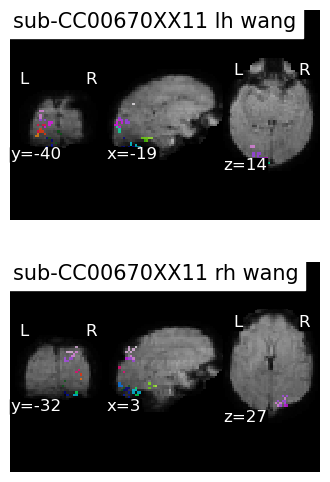 sub-CC00670XX11 lh wang
L R L R
y=-40 x=-19 z=14
sub-CC00670XX11 rh wang
L R L R
y=-32 x=3 z=27